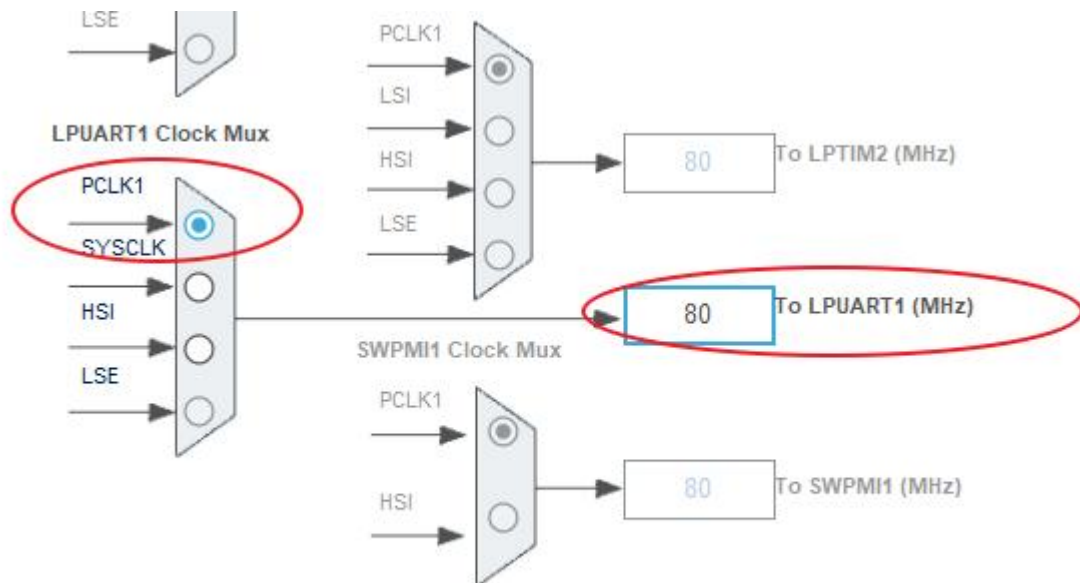 LSE
LPUART1 Clock Mux
PCLK1
SYSCLK
HSI
LSE
PCLK1
LSI
HSI
LSE
80
To LPTIM2 (MHz)
80
To LPUART1 (MHz)
SWPMI1 Clock Mux
PCLK1
HSI
80
To SWPMI1 (MHz)